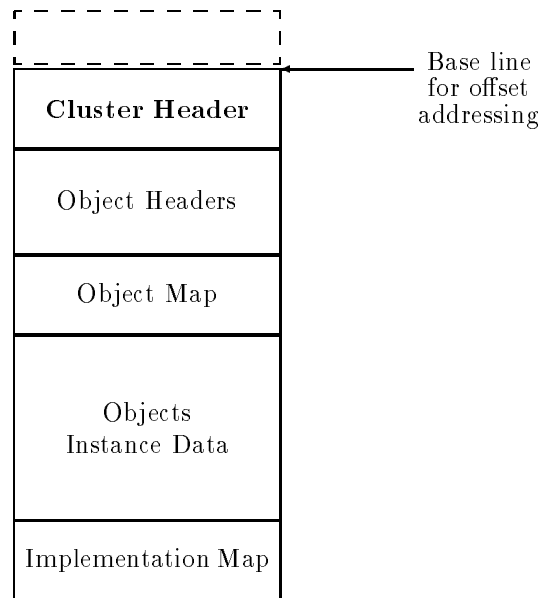 Base line
for offset
addressing
Cluster Header
Object Headers
Object Map
Objects
Instance Data
Implementation Map